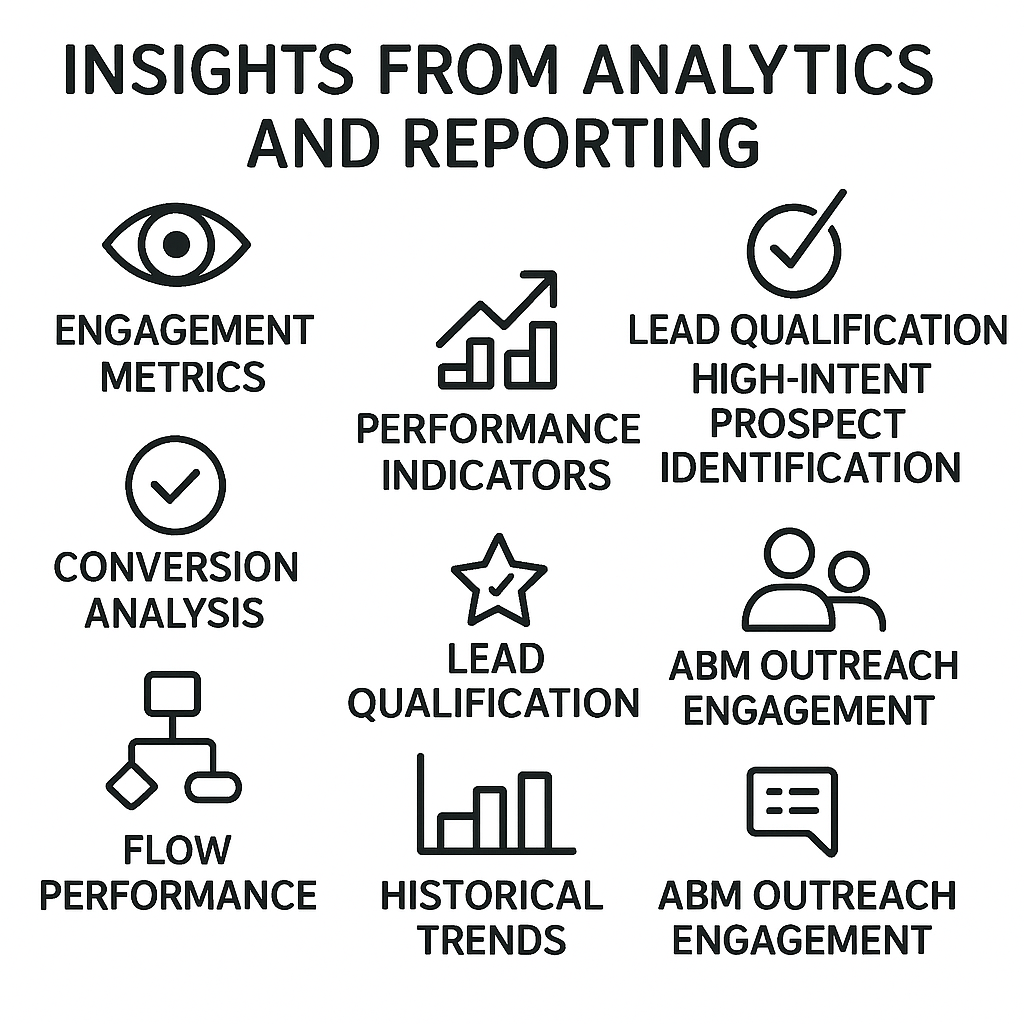 INSIGHTS FROM ANALYTICS
AND REPORTING
ENGAGEMENT
METRICS
CONVERSION
ANALYSIS
FLOW
PERFORMANCE
PERFORMANCE
INDICATORS
LEAD
QUALIFICATION
HISTORICAL
TRENDS
LEAD QUALIFICATION
HIGH-INTENT
PROSPECT
IDENTIFICATION
ABM OUTREACH
ENGAGEMENT
ABM OUTREACH
ENGAGEMENT